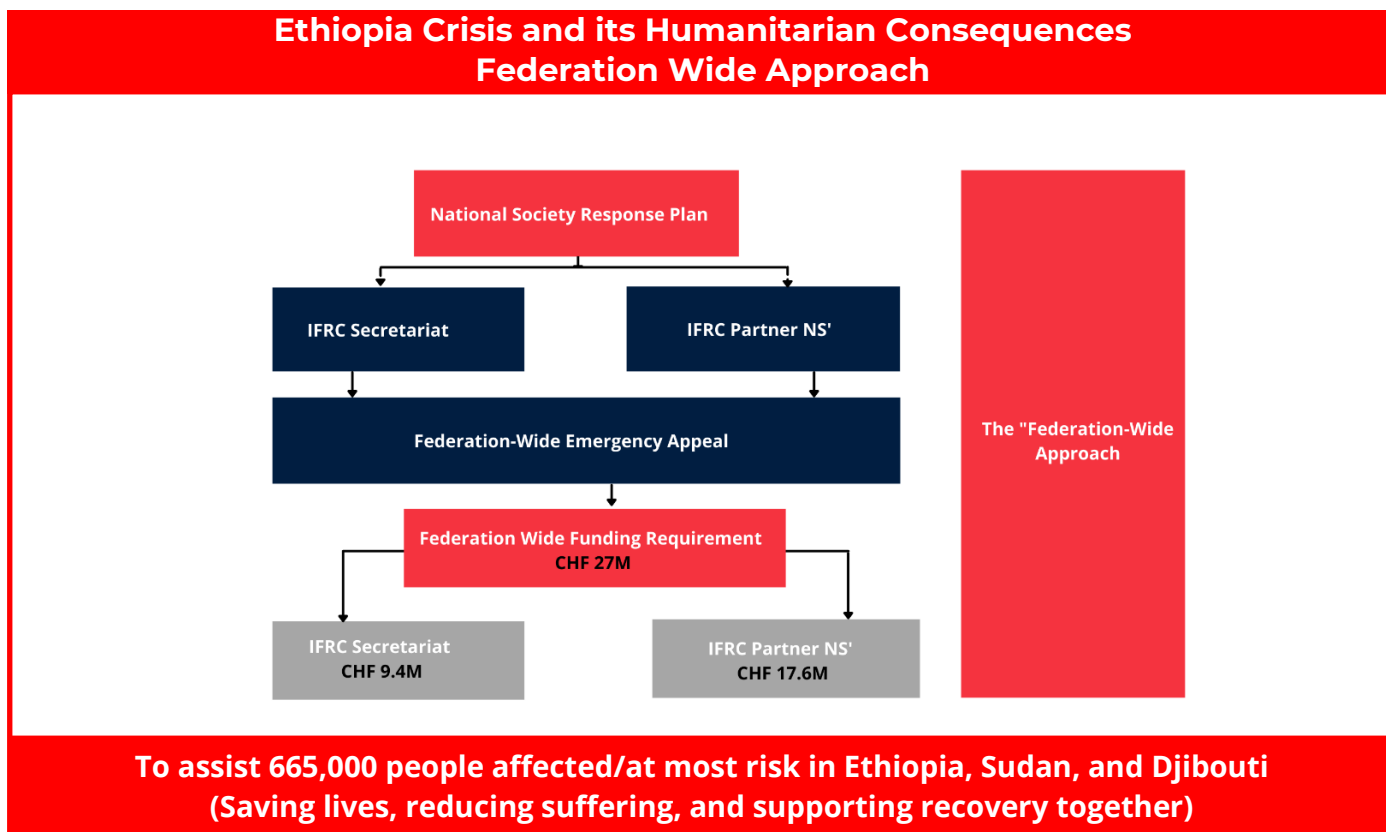 Ethiopia Crisis and its Humanitarian Consequences
Federation Wide Approach
National Society Response Plan
IFRC Secretariat
IFRC Partner NS'
Federation-Wide Emergency Appeal
Federation Wide Funding Requirement
CHF 27M
IFRC Secretariat
CHF 9.4M
IFRC Partner NS'
CHF 17.6M
The "Federation-Wide
Approach
To assist 665,000 people affected/at most risk in Ethiopia, Sudan, and Djibouti
(Saving lives, reducing suffering, and supporting recovery together)